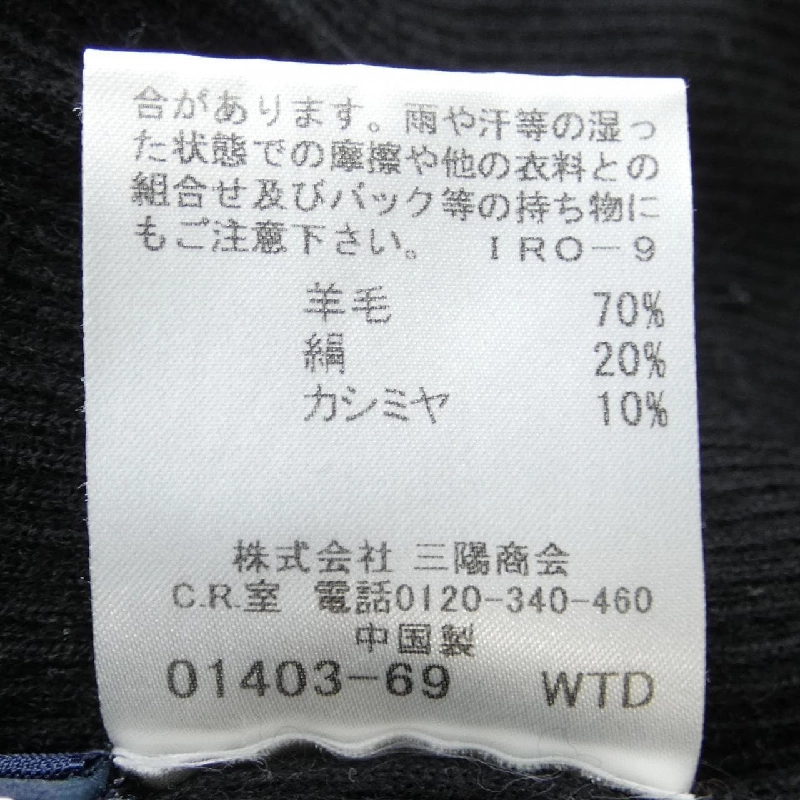 合があります。雨や汗等の湿っ
た状態での摩擦や他の衣料との
組合せ及びバック等の持ち物に
もご注意下さい。 IRO-9
羊毛 70%
絹 20%
カシミヤ 10%
株式会社 三陽商会
C.R.室 電話0120-340-460
中国製
01403-69 WTD